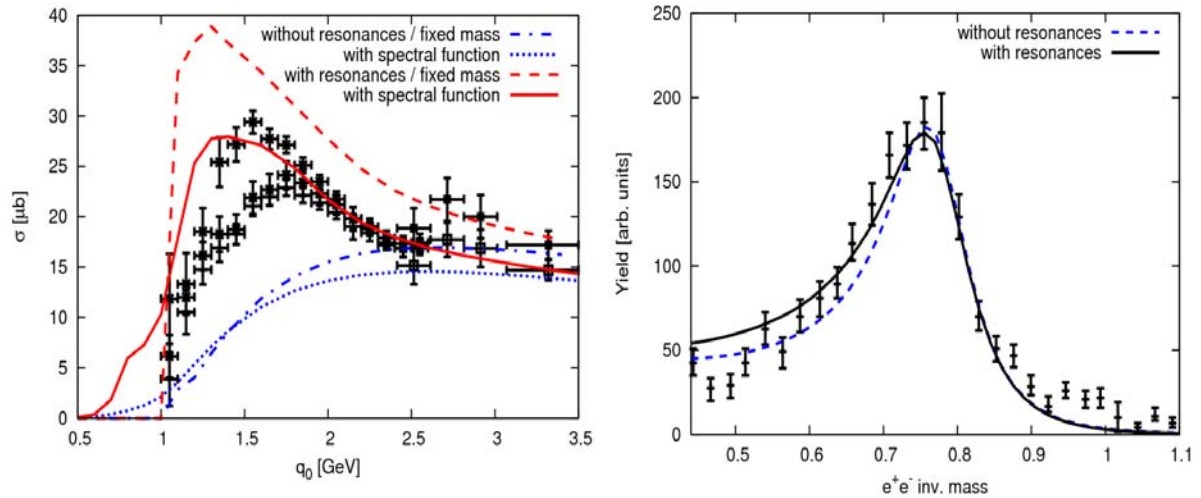 40
35
30
25
20
15
10
5
0
σ [μb]
without resonances / fixed mass
with spectral function
with resonances / fixed mass
with spectral function
0.5 1 1.5 2 2.5 3 3.5
q₀ [GeV]
250
200
150
100
50
0
Yield [arb. units]
without resonances
with resonances
0.5 0.6 0.7 0.8 0.9 1 1.1
e⁺e⁻ inv. mass